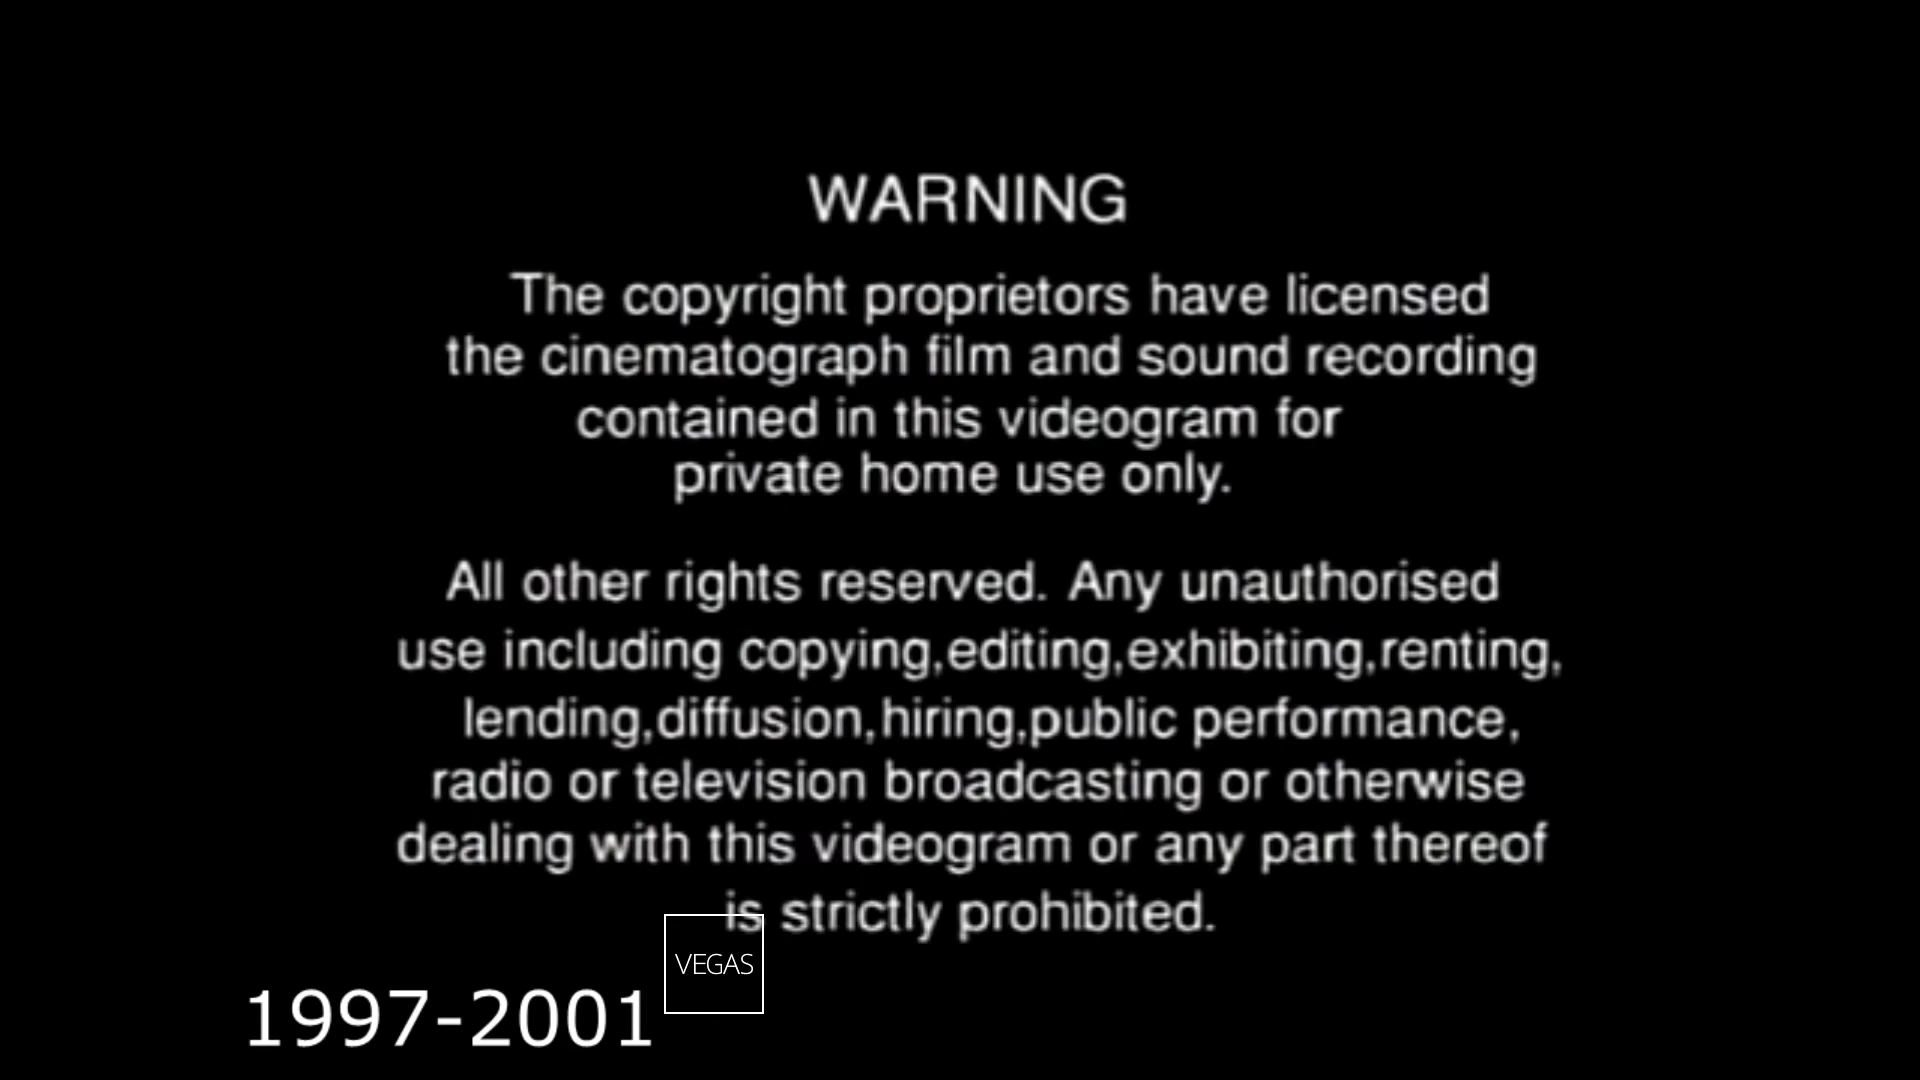 WARNING
The copyright proprietors have licensed
the cinematograph film and sound recording
contained in this videogram for
private home use only.
All other rights reserved. Any unauthorised
use including copying,editing,exhibiting,renting,
lending,diffusion,hiring,public performance,
radio or television broadcasting or otherwise
dealing with this videogram or any part thereof
is strictly prohibited.
VEGAS
1997-2001